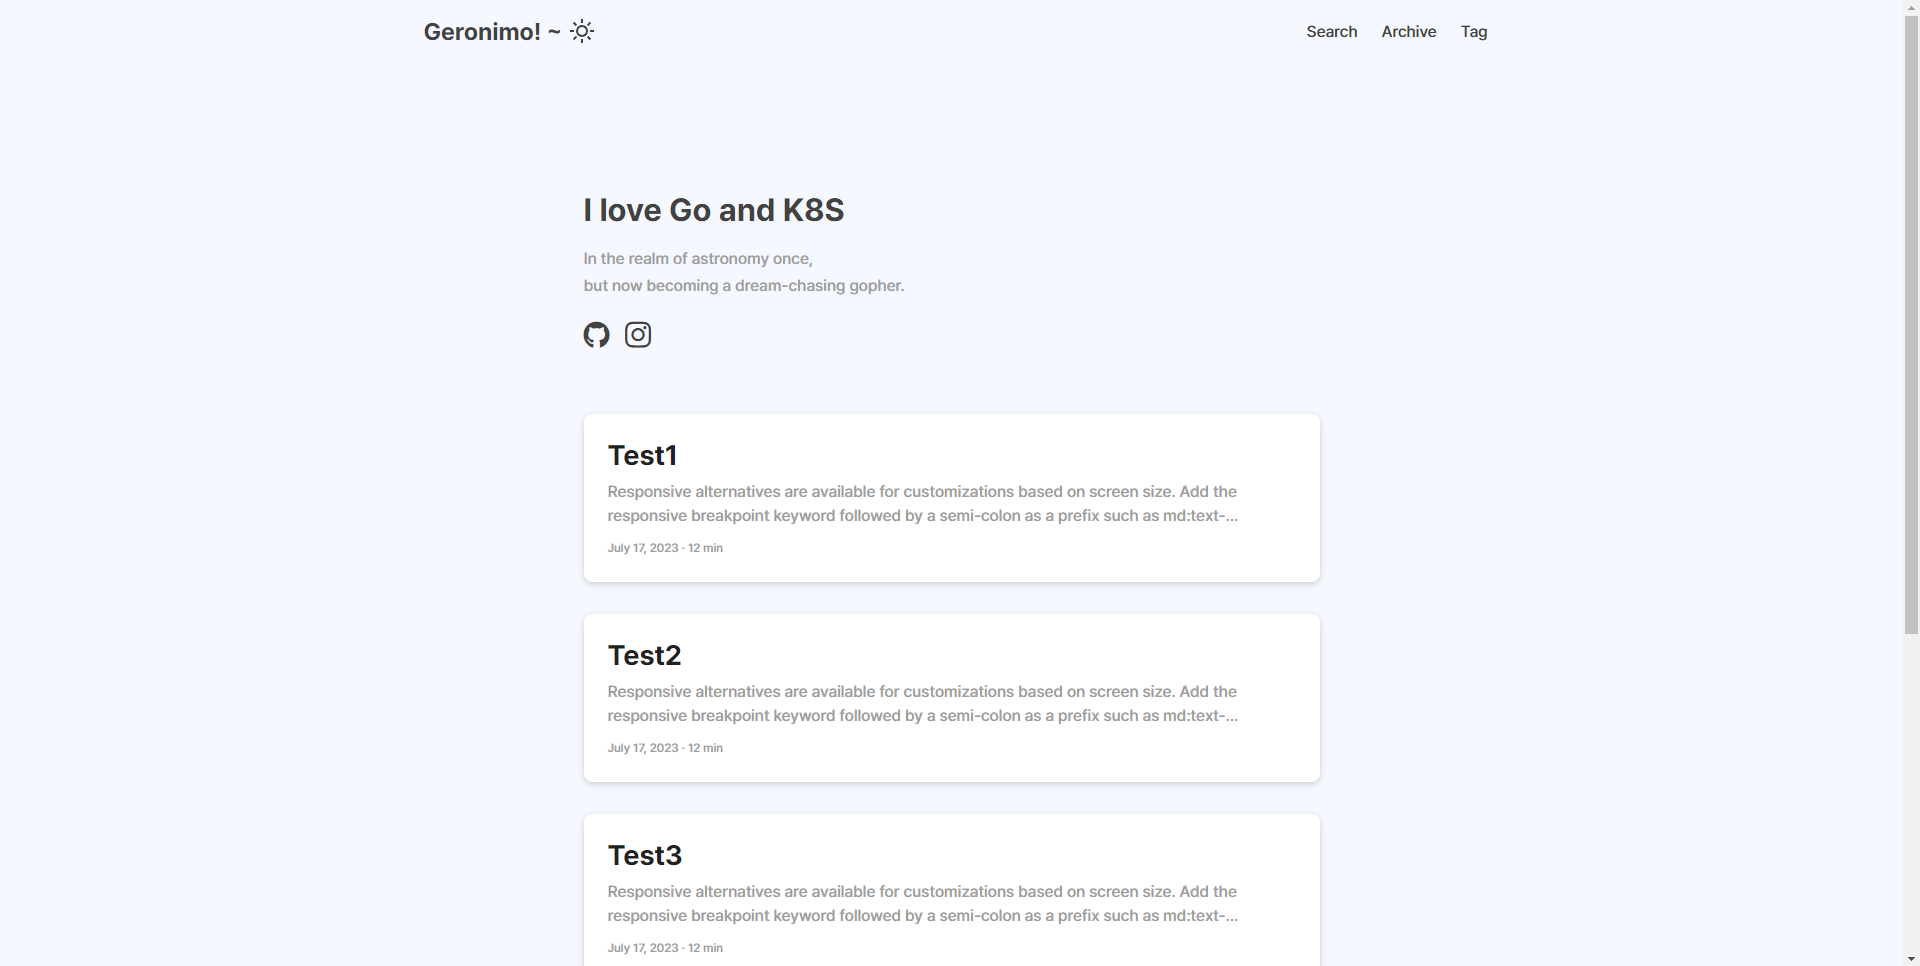 Geronimo! ~
Search Archive Tag
I love Go and K8S
In the realm of astronomy once,
but now becoming a dream-chasing gopher.
Test1
Responsive alternatives are available for customizations based on screen size. Add the
responsive breakpoint keyword followed by a semi-colon as a prefix such as md:text-...
July 17, 2023 · 12 min
Test2
Responsive alternatives are available for customizations based on screen size. Add the
responsive breakpoint keyword followed by a semi-colon as a prefix such as md:text-...
July 17, 2023 · 12 min
Test3
Responsive alternatives are available for customizations based on screen size. Add the
responsive breakpoint keyword followed by a semi-colon as a prefix such as md:text-...
July 17, 2023 · 12 min